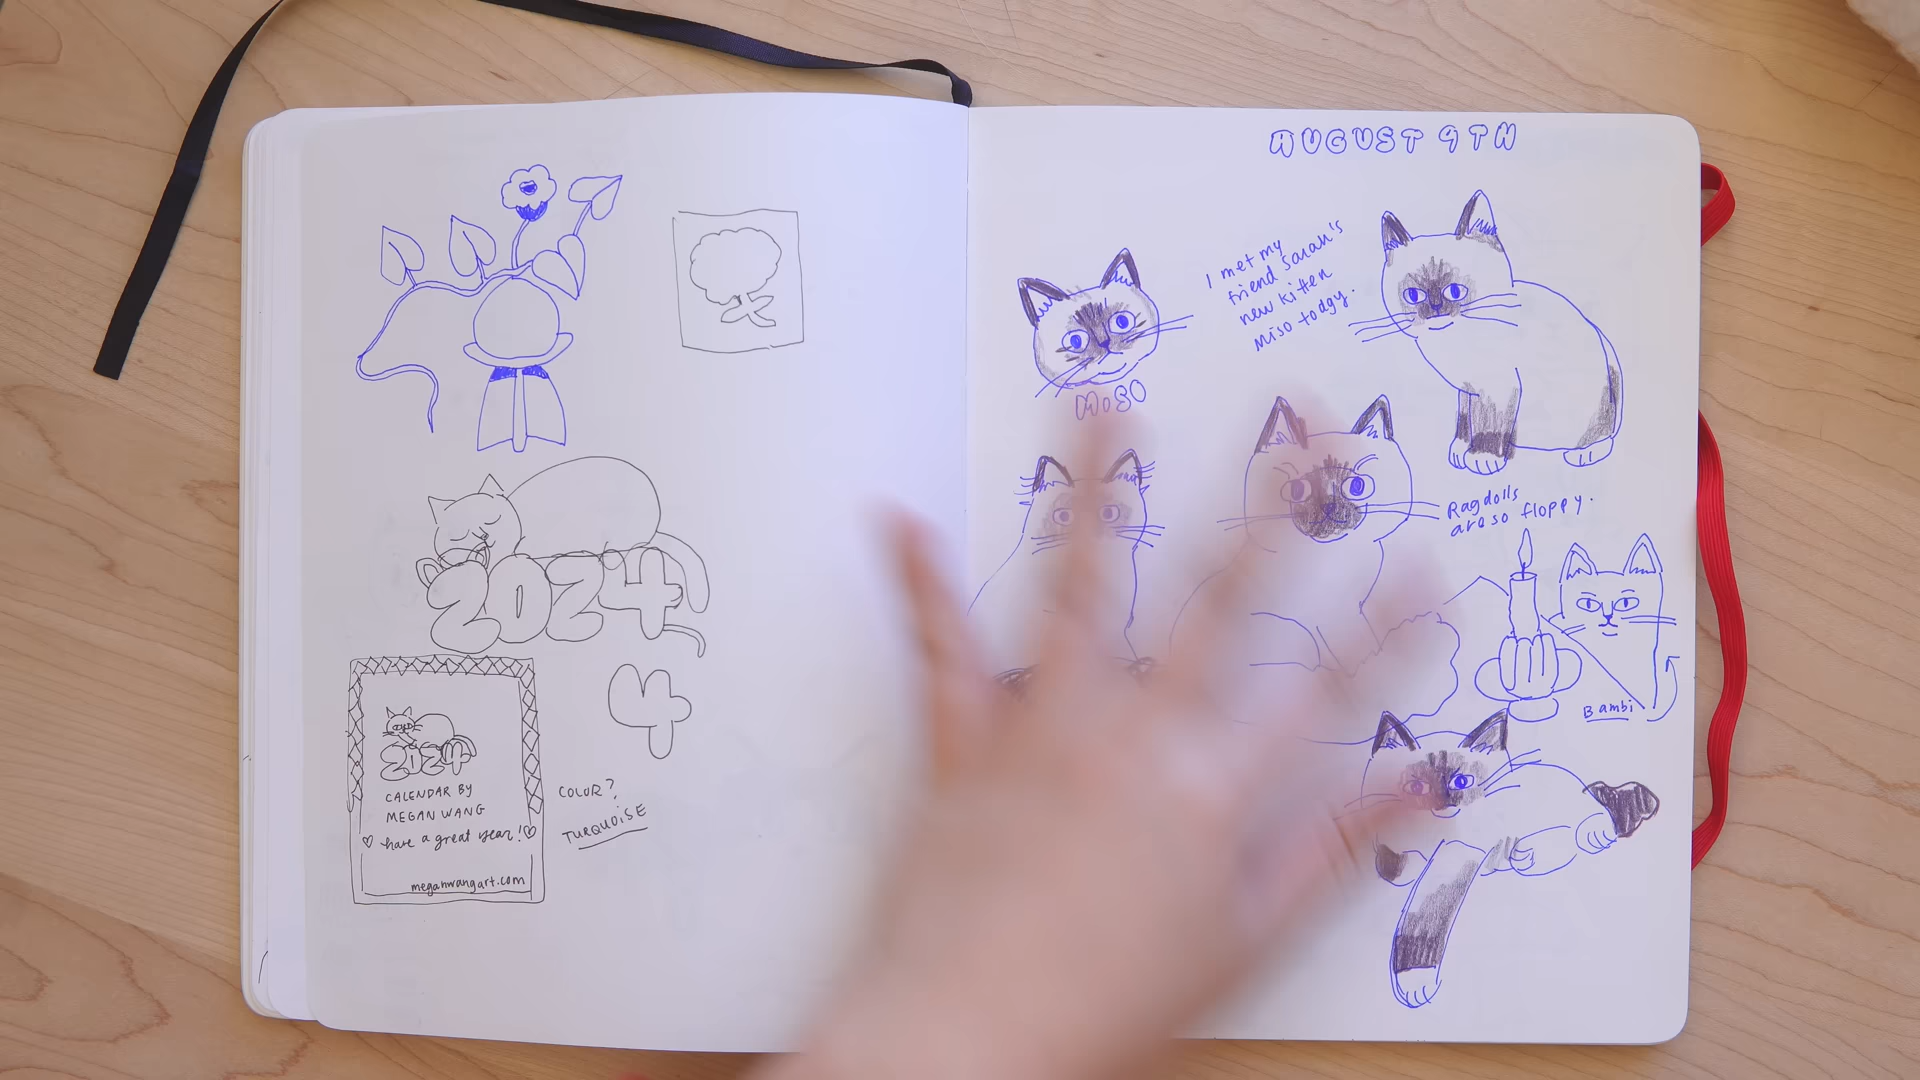 2024
2024
CALENDAR BY
MEGAN WANG
♡ have a great year! ♡
meganwangart.com
4
COLOR?
TURQUOISE
AUGUST 9TH
I met my
friend Sarah's
new kitten
Miso today.
MISO
Ragdolls
are so floppy.
Bambi